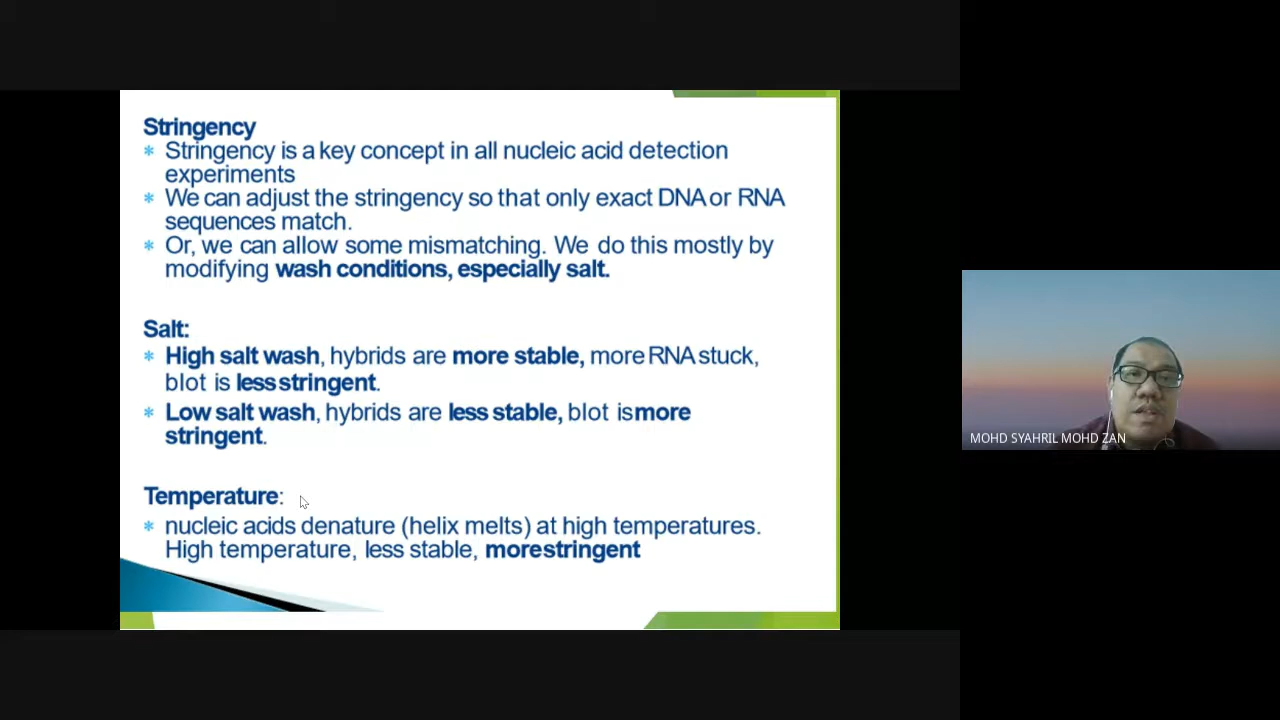 Stringency
* Stringency is a key concept in all nucleic acid detection
experiments
* We can adjust the stringency so that only exact DNA or RNA
sequences match.
* Or, we can allow some mismatching. We do this mostly by
modifying wash conditions, especially salt.
Salt:
* High salt wash, hybrids are more stable, more RNA stuck,
blot is less stringent.
* Low salt wash, hybrids are less stable, blot is more
stringent.
Temperature:
* nucleic acids denature (helix melts) at high temperatures.
High temperature, less stable, morestringent
MOHD SYAHRIL MOHD ZAN